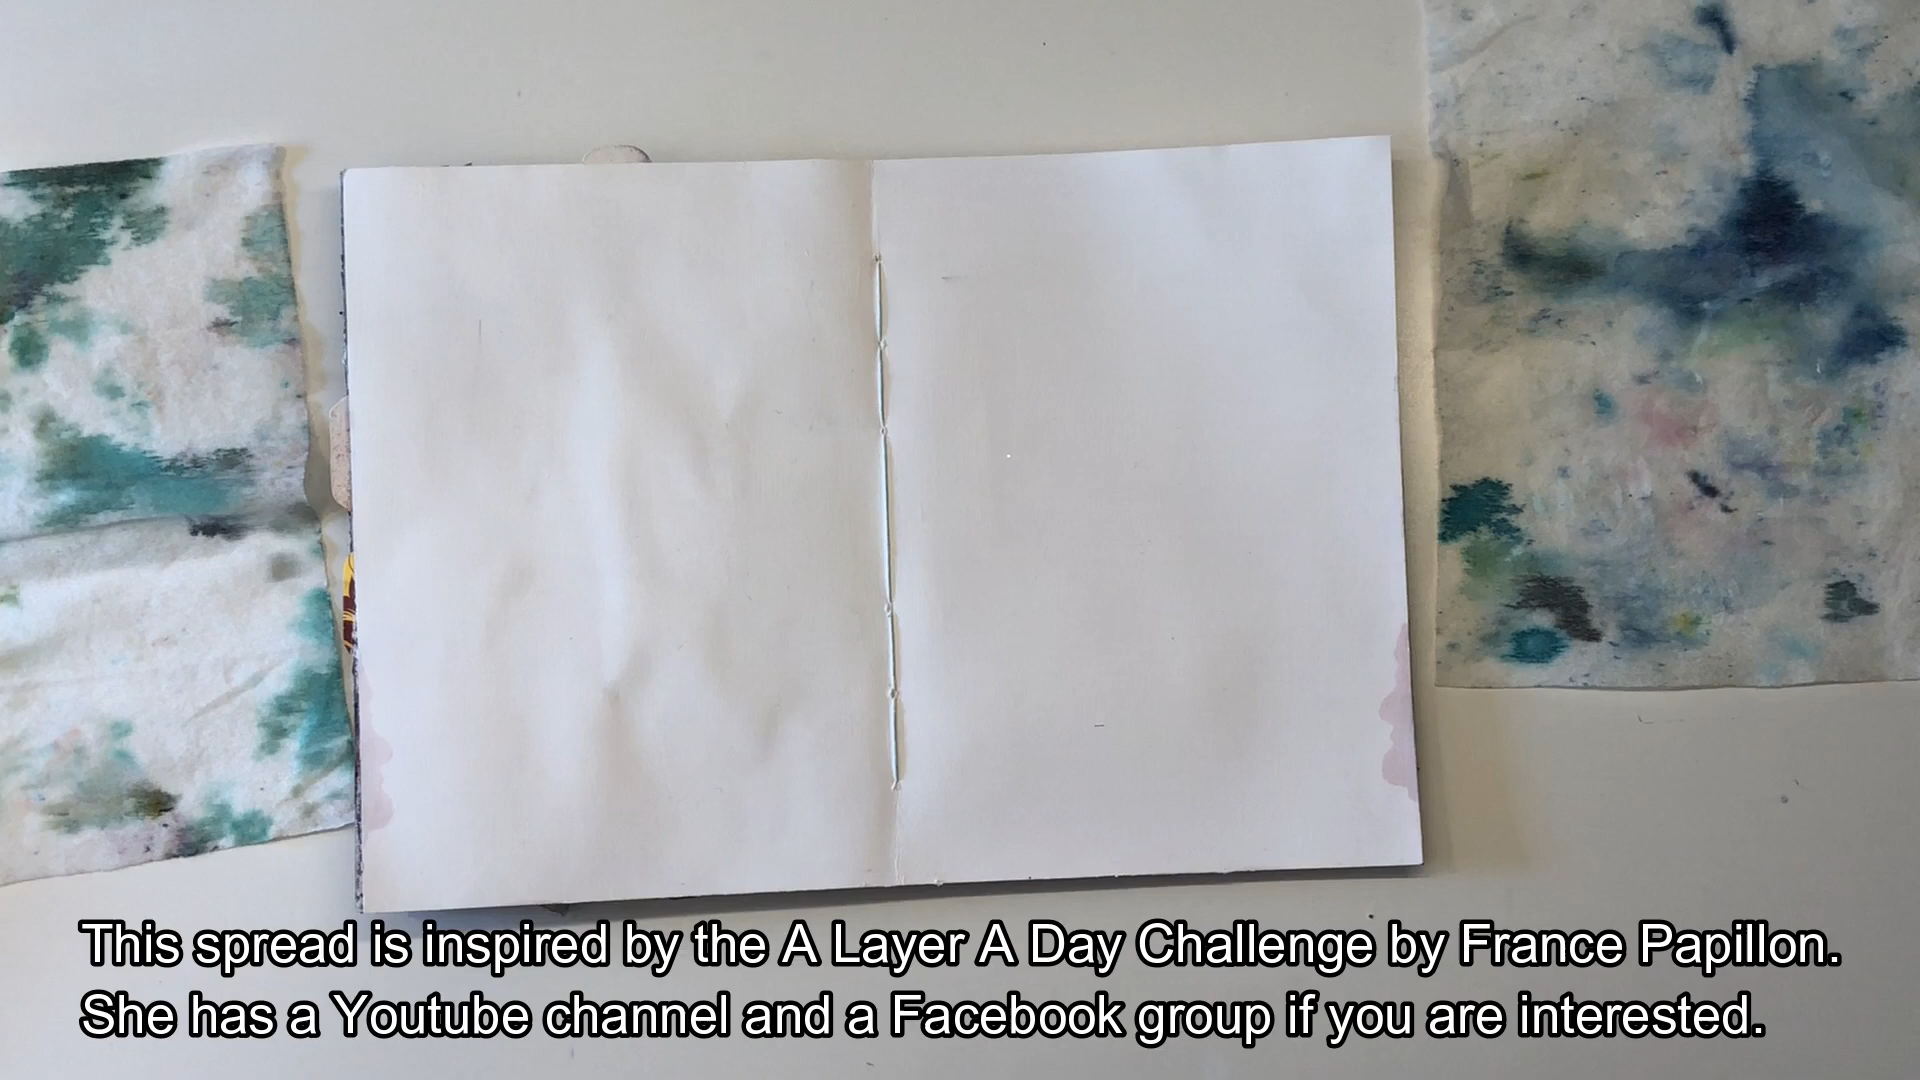 This spread is inspired by the A Layer A Day Challenge by France Papillon.
She has a Youtube channel and a Facebook group if you are interested.